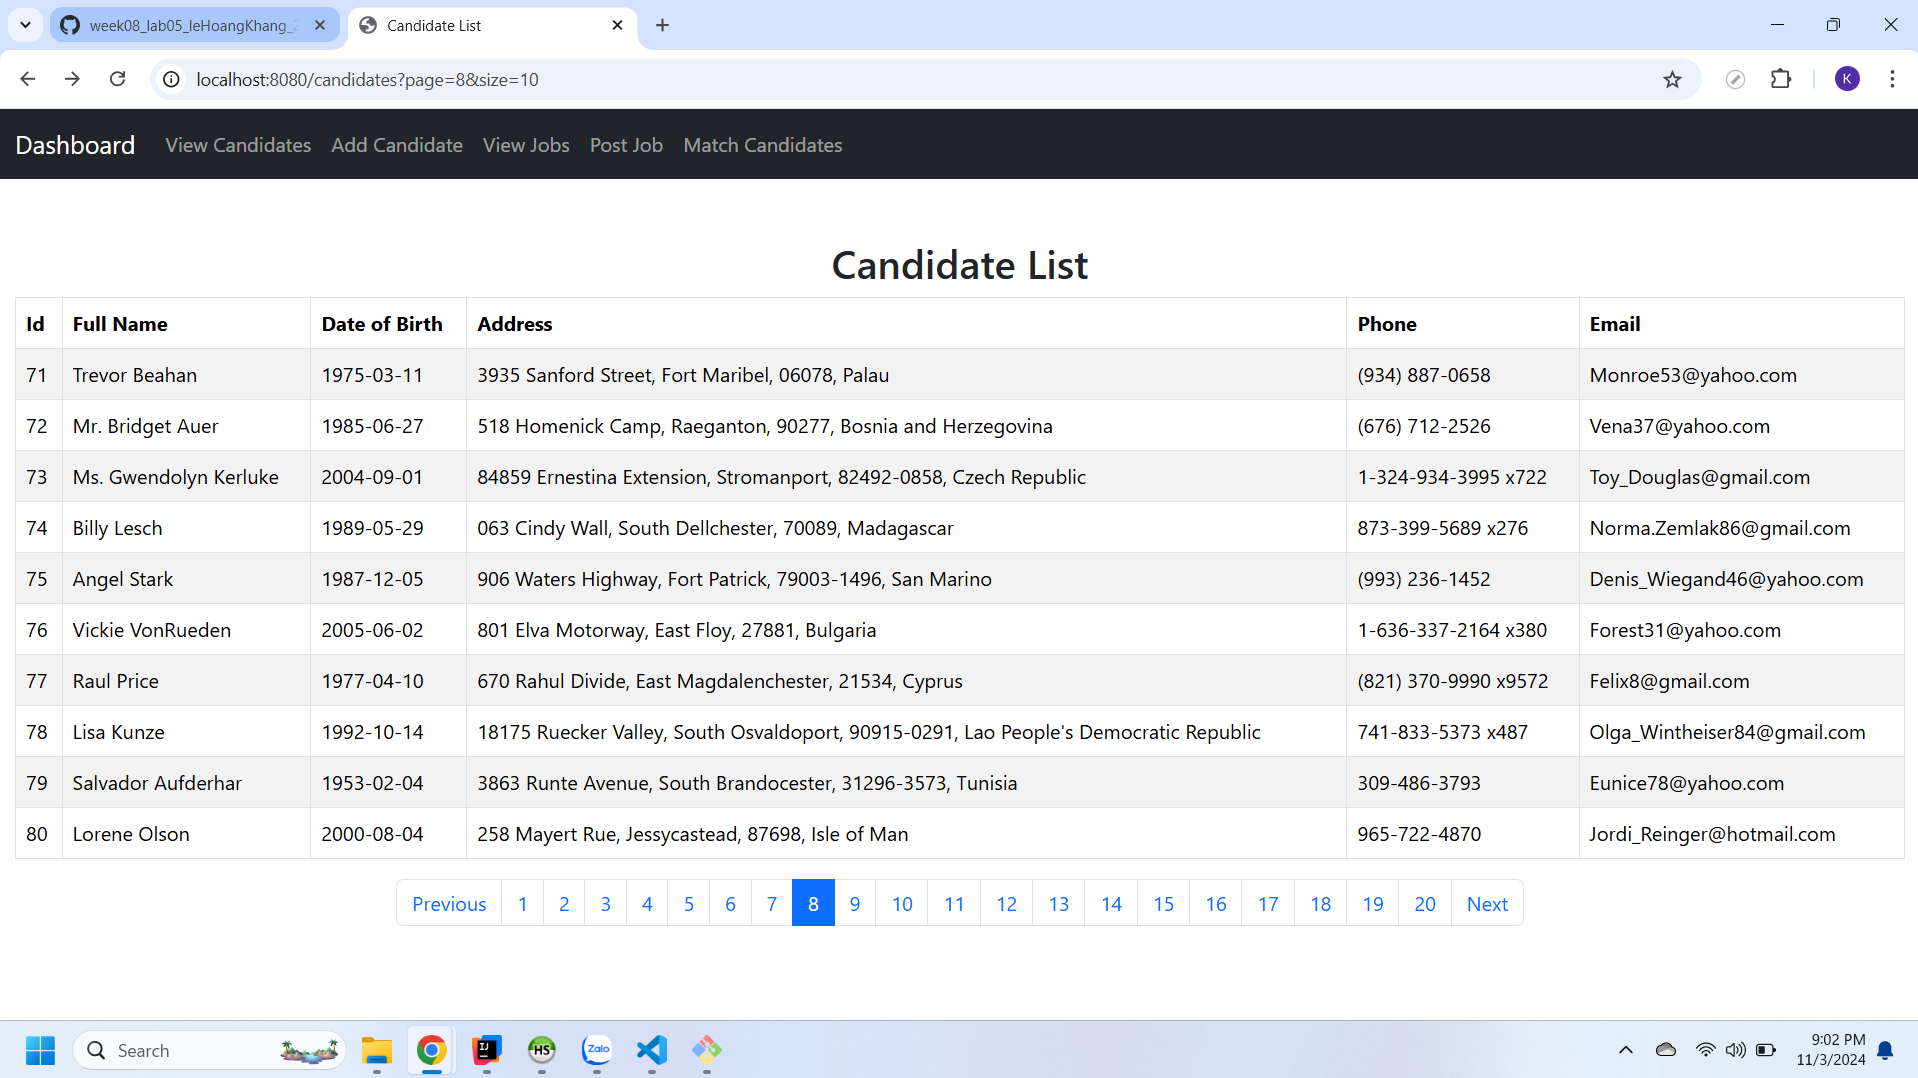 week08_lab05_leHoangKhang_2
Candidate List
localhost:8080/candidates?page=8&size=10
K
Dashboard View Candidates Add Candidate View Jobs Post Job Match Candidates
Candidate List
Id Full Name Date of Birth Address Phone Email
71 Trevor Beahan 1975-03-11 3935 Sanford Street, Fort Maribel, 06078, Palau (934) 887-0658 Monroe53@yahoo.com
72 Mr. Bridget Auer 1985-06-27 518 Homenick Camp, Raeganton, 90277, Bosnia and Herzegovina (676) 712-2526 Vena37@yahoo.com
73 Ms. Gwendolyn Kerluke 2004-09-01 84859 Ernestina Extension, Stromanport, 82492-0858, Czech Republic 1-324-934-3995 x722 Toy_Douglas@gmail.com
74 Billy Lesch 1989-05-29 063 Cindy Wall, South Dellchester, 70089, Madagascar 873-399-5689 x276 Norma.Zemlak86@gmail.com
75 Angel Stark 1987-12-05 906 Waters Highway, Fort Patrick, 79003-1496, San Marino (993) 236-1452 Denis_Wiegand46@yahoo.com
76 Vickie VonRueden 2005-06-02 801 Elva Motorway, East Floy, 27881, Bulgaria 1-636-337-2164 x380 Forest31@yahoo.com
77 Raul Price 1977-04-10 670 Rahul Divide, East Magdalenchester, 21534, Cyprus (821) 370-9990 x9572 Felix8@gmail.com
78 Lisa Kunze 1992-10-14 18175 Ruecker Valley, South Osvaldoport, 90915-0291, Lao People's Democratic Republic 741-833-5373 x487 Olga_Wintheiser84@gmail.com
79 Salvador Aufderhar 1953-02-04 3863 Runte Avenue, South Brandocester, 31296-3573, Tunisia 309-486-3793 Eunice78@yahoo.com
80 Lorene Olson 2000-08-04 258 Mayert Rue, Jessycastead, 87698, Isle of Man 965-722-4870 Jordi_Reinger@hotmail.com
Previous 1 2 3 4 5 6 7 8 9 10 11 12 13 14 15 16 17 18 19 20 Next
Search
IJ
HS
Zalo
9:02 PM
11/3/2024